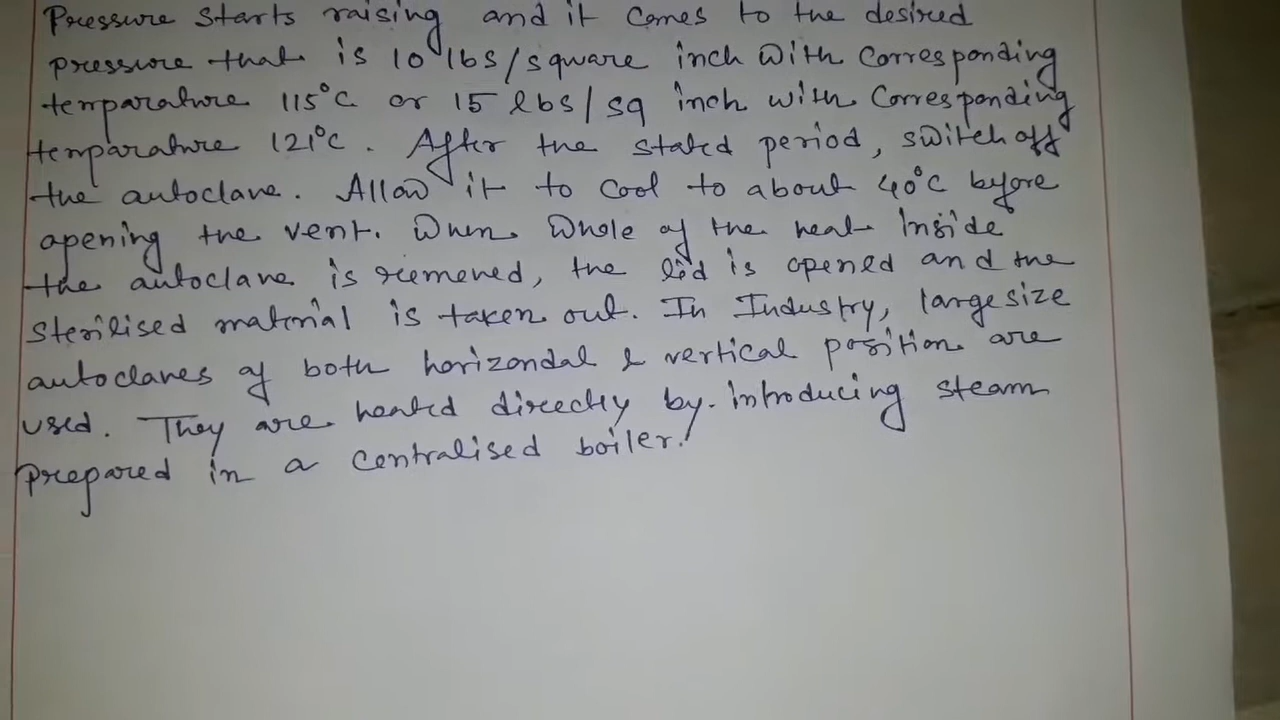 Pressure starts raising and it comes to the desired
pressure that is 10 lbs/square inch with corresponding
temparature 115°C or 15 lbs/sq inch with corresponding
temparature 121°C. After the stated period, switch off
the autoclave. Allow it to cool to about 40°C before
opening the vent. When whole of the heat inside
the autoclave is removed, the lid is opened and the
sterilised material is taken out. In Industry, large size
autoclaves of both horizondal & vertical position are
used. They are heated directly by introducing steam
prepared in a centralised boiler.